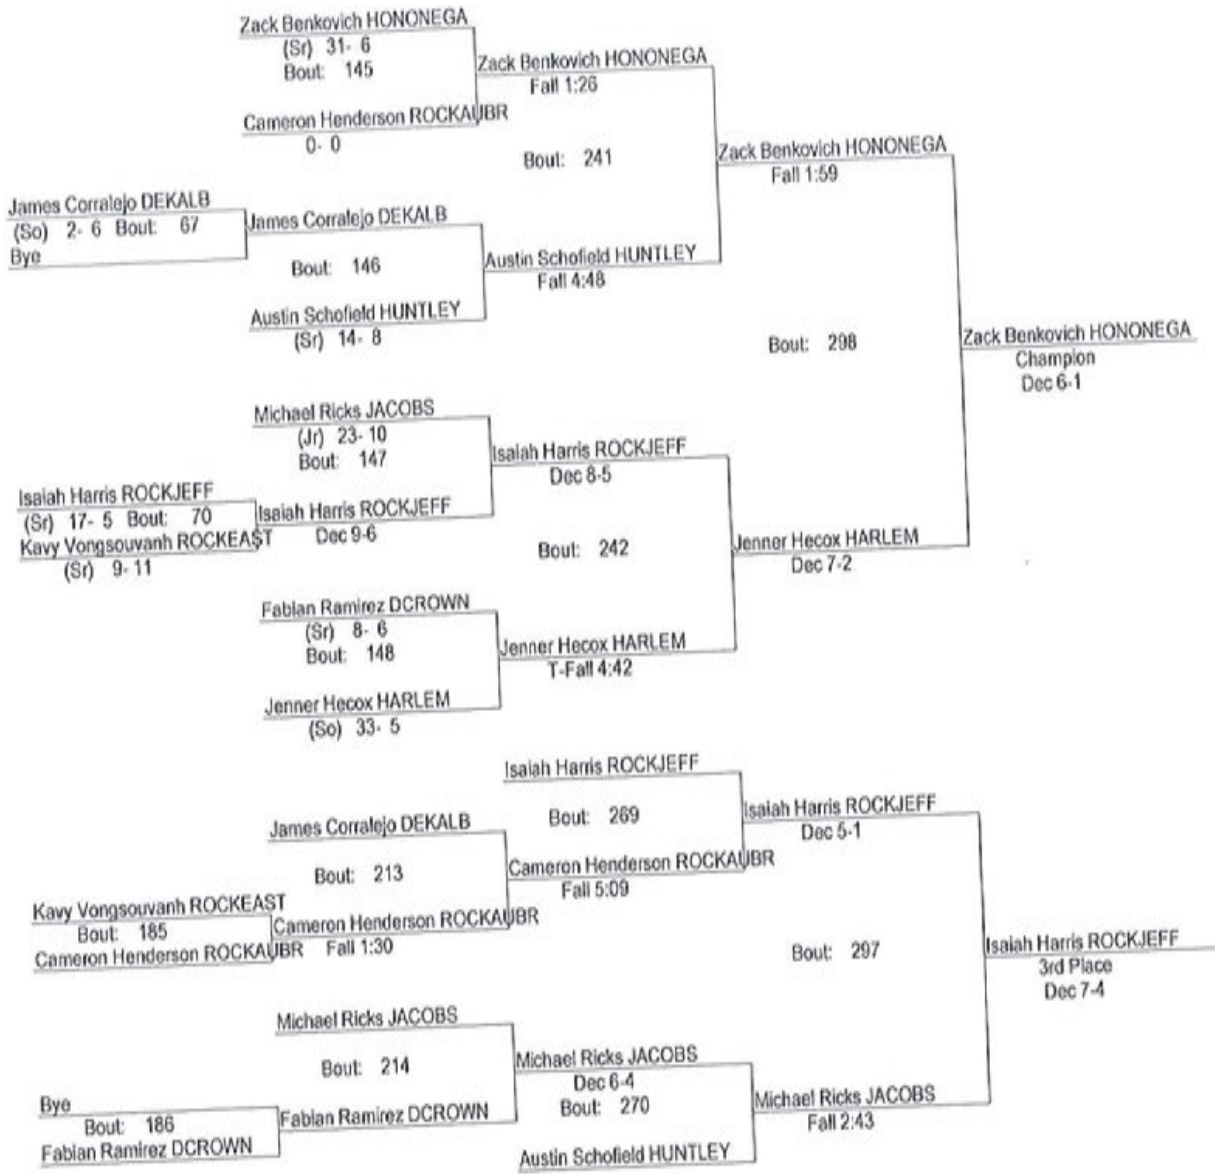 Zack Benkovich HONONEGA
(Sr) 31- 6
Bout: 145
Zack Benkovich HONONEGA
Fall 1:26
Cameron Henderson ROCKAUBR
0- 0
Bout: 241
Zack Benkovich HONONEGA
Fall 1:59
James Corralejo DEKALB
(So) 2- 6 Bout: 67
Bye
James Corralejo DEKALB
Bout: 146
Austin Schofield HUNTLEY
Fall 4:48
Austin Schofield HUNTLEY
(Sr) 14- 8
Bout: 298
Zack Benkovich HONONEGA
Champion
Dec 6-1
Michael Ricks JACOBS
(Jr) 23- 10
Bout: 147
Isaiah Harris ROCKJEFF
Dec 8-5
Isaiah Harris ROCKJEFF
(Sr) 17- 5 Bout: 70
Kavy Vongsouvanh ROCKEAST
(Sr) 9- 11
Isaiah Harris ROCKJEFF
Dec 9-6
Bout: 242
Jenner Hecox HARLEM
Dec 7-2
Fabian Ramirez DCROWN
(Sr) 8- 6
Bout: 148
Jenner Hecox HARLEM
T-Fall 4:42
Jenner Hecox HARLEM
(So) 33- 5
Isaiah Harris ROCKJEFF
Bout: 269
Isaiah Harris ROCKJEFF
Dec 5-1
James Corralejo DEKALB
Bout: 213
Cameron Henderson ROCKAUBR
Fall 5:09
Kavy Vongsouvanh ROCKEAST
Bout: 185
Cameron Henderson ROCKAUBR
Cameron Henderson ROCKAUBR
Fall 1:30
Bout: 297
Isaiah Harris ROCKJEFF
3rd Place
Dec 7-4
Michael Ricks JACOBS
Bout: 214
Michael Ricks JACOBS
Dec 6-4
Bout: 270
Michael Ricks JACOBS
Fall 2:43
Bye
Bout: 186
Fabian Ramirez DCROWN
Fabian Ramirez DCROWN
Austin Schofield HUNTLEY